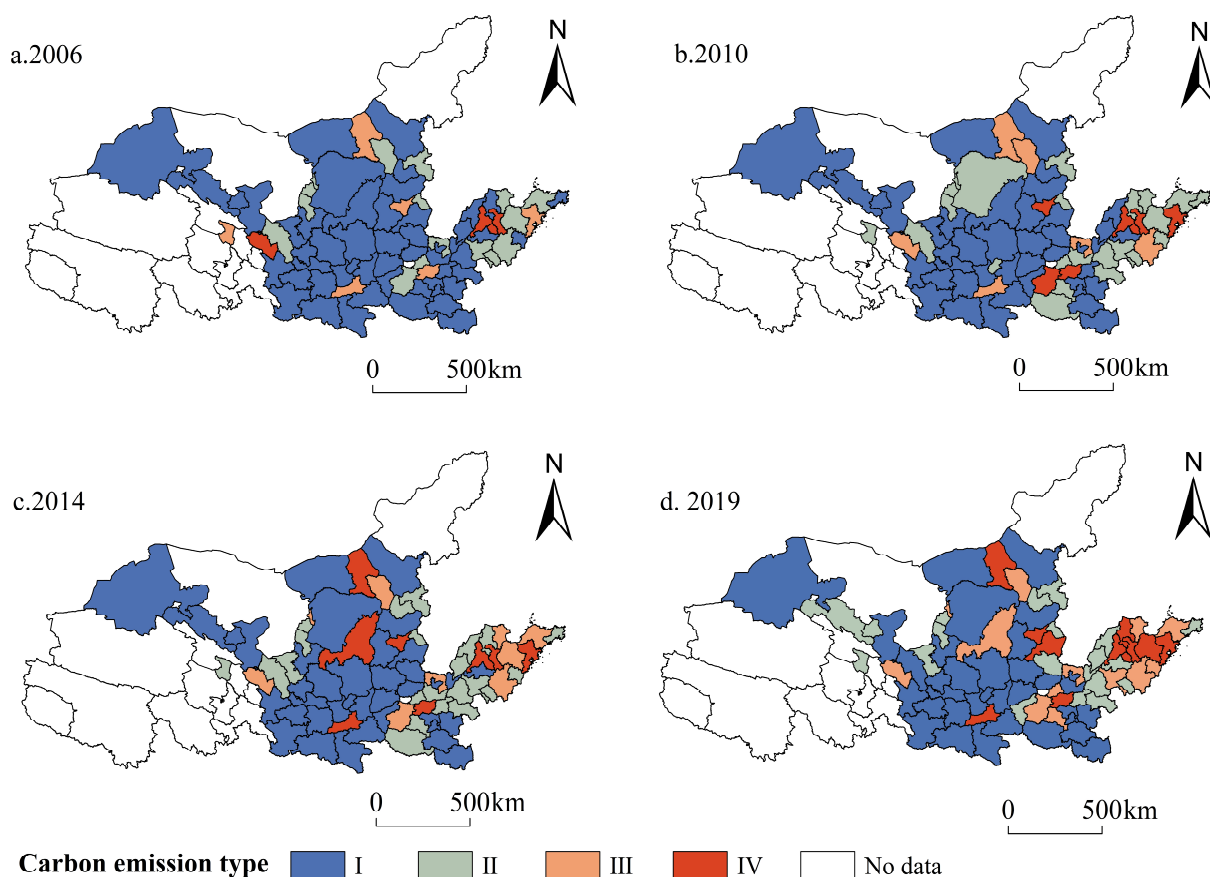 a.2006
N
b.2010
N
0 500km
0 500km
c.2014
N
d. 2019
N
0 500km
0 500km
Carbon emission type I II III IV No data